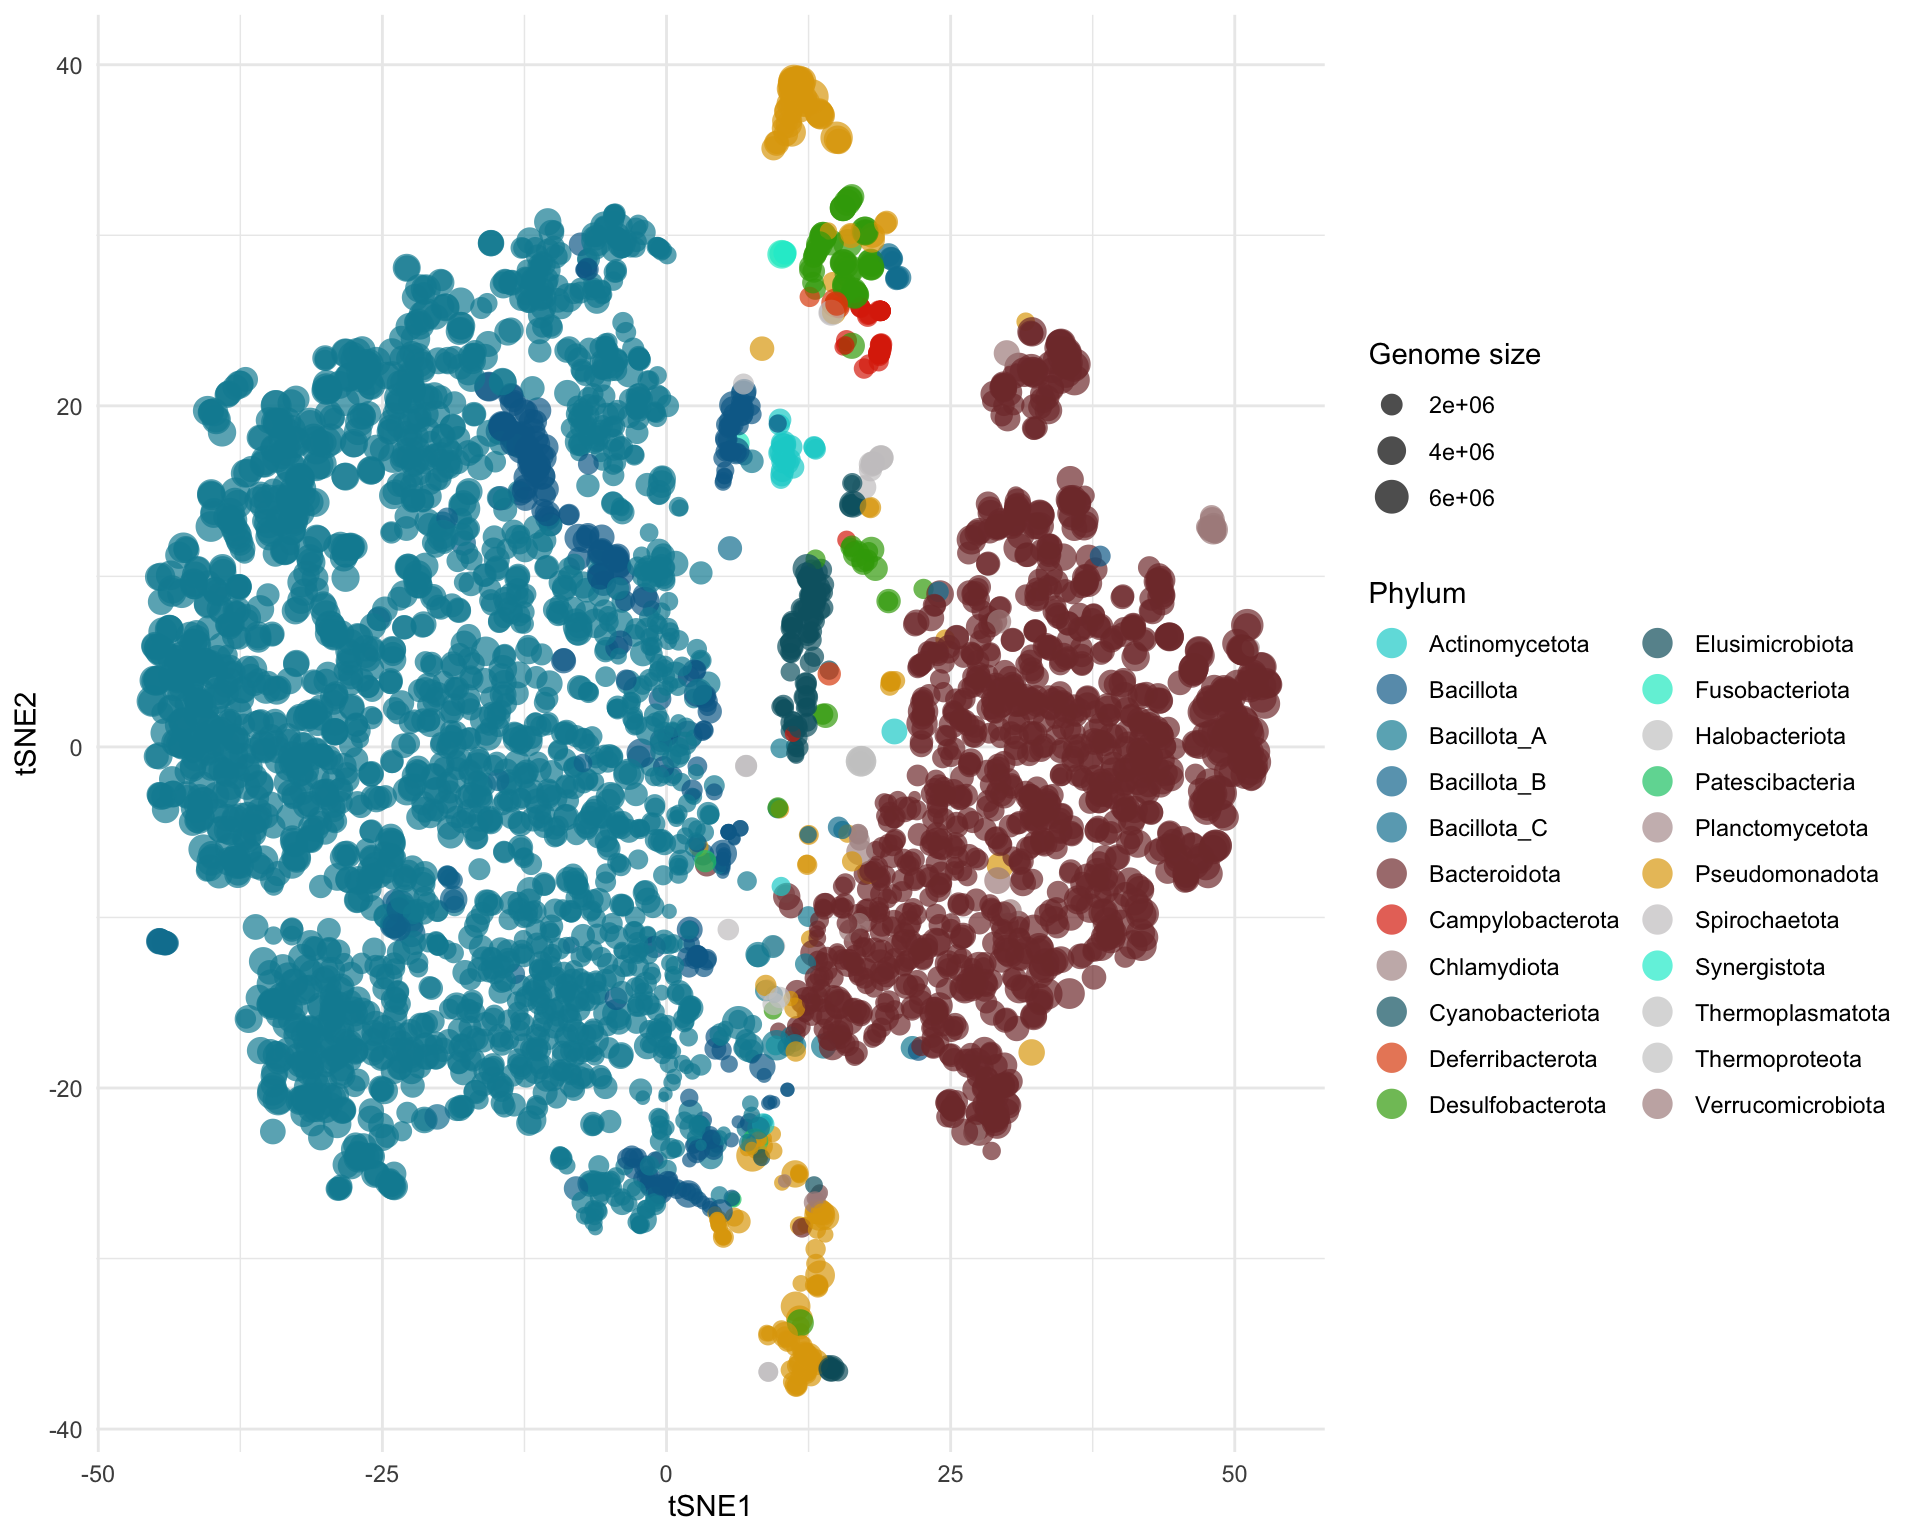 40
20
0
-20
-40
tSNE2
-50
-25
0
25
50
tSNE1
Genome size
2e+06
4e+06
6e+06
Phylum
Actinomycetota
Bacillota
Bacillota_A
Bacillota_B
Bacillota_C
Bacteroidota
Campylobacterota
Chlamydiota
Cyanobacteriota
Deferribacterota
Desulfobacterota
Elusimicrobiota
Fusobacteriota
Halobacteriota
Patescibacteria
Planctomycetota
Pseudomonadota
Spirochaetota
Synergistota
Thermoplasmatota
Thermoproteota
Verrucomicrobiota